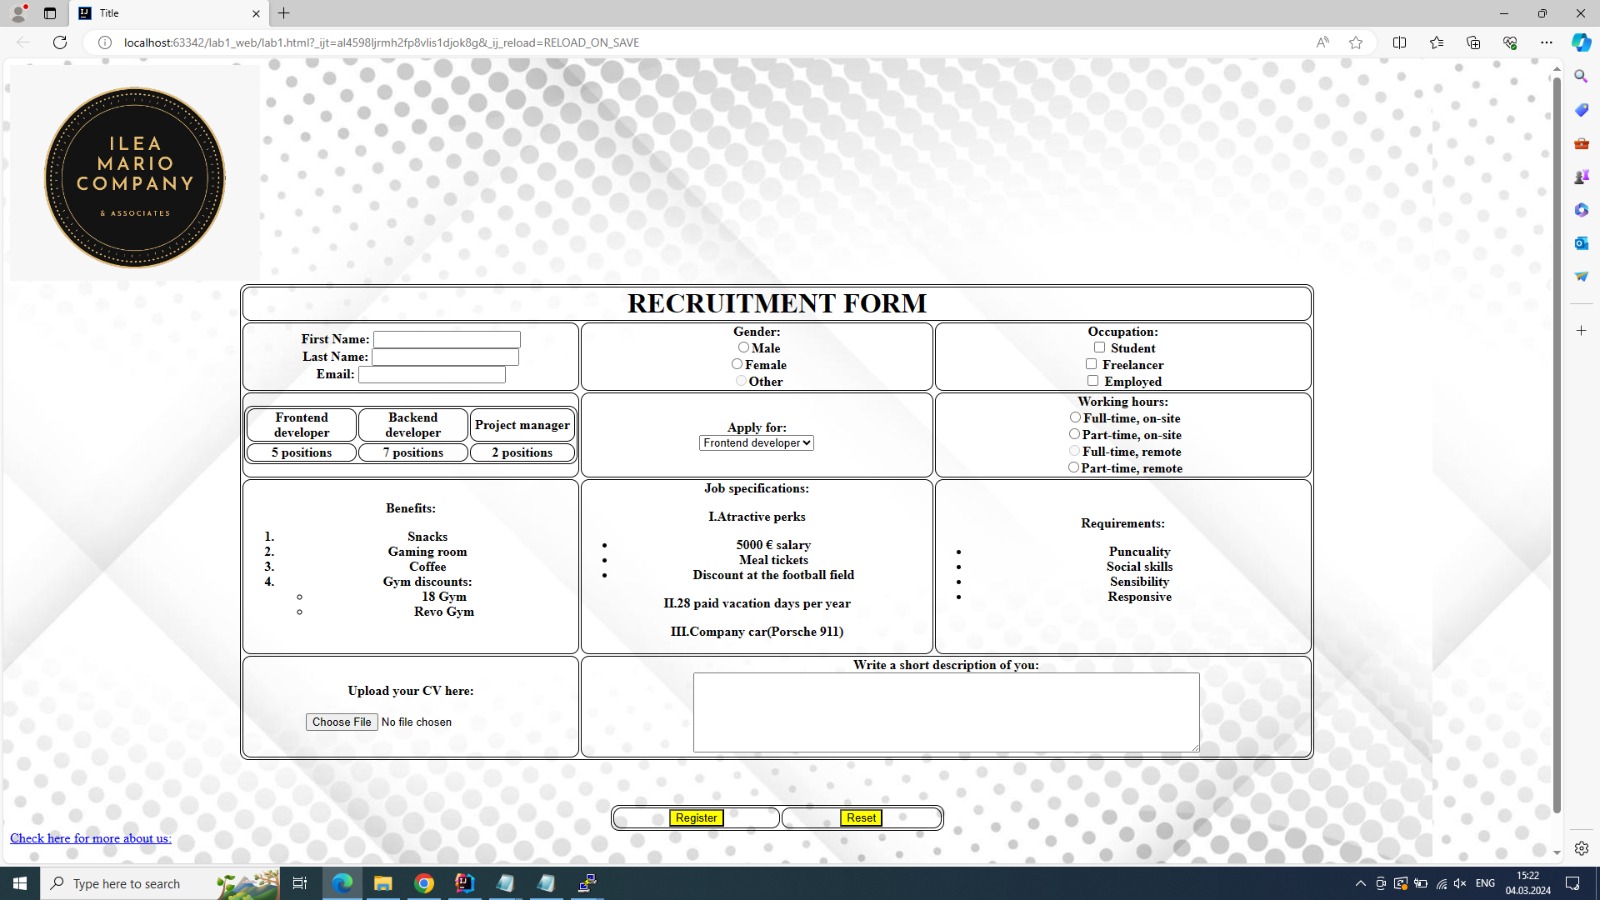 Title
localhost:63342/lab1_web/lab1.html?_ijt=al4598ljrmh2fp8vlis1djok8g&_ij_reload=RELOAD_ON_SAVE
ILEA
MARIO
COMPANY
& ASSOCIATES
RECRUITMENT FORM
First Name:
Last Name:
Email:
Gender:
Male
Female
Other
Occupation:
Student
Freelancer
Employed
Frontend developer
Backend developer
Project manager
5 positions
7 positions
2 positions
Apply for:
Frontend developer
Working hours:
Full-time, on-site
Part-time, on-site
Full-time, remote
Part-time, remote
Benefits:
1. Snacks
2. Gaming room
3. Coffee
4. Gym discounts:
18 Gym
Revo Gym
Job specifications:
I.Atractive perks
5000 € salary
Meal tickets
Discount at the football field
II.28 paid vacation days per year
III.Company car(Porsche 911)
Requirements:
Puncuality
Social skills
Sensibility
Responsive
Upload your CV here:
Choose File No file chosen
Write a short description of you:
Register
Reset
Check here for more about us:
Type here to search
ENG
15:22
04.03.2024